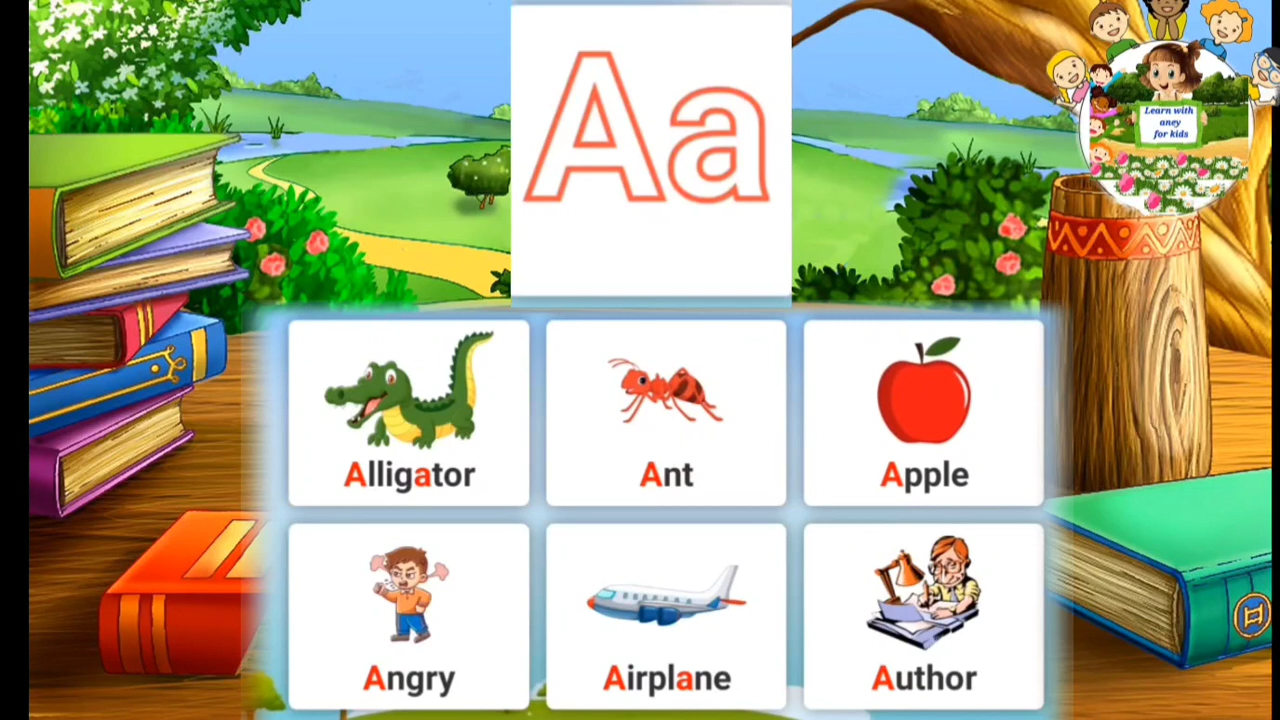 Aa
Learn with
aney
for kids
Alligator
Ant
Apple
Angry
Airplane
Author